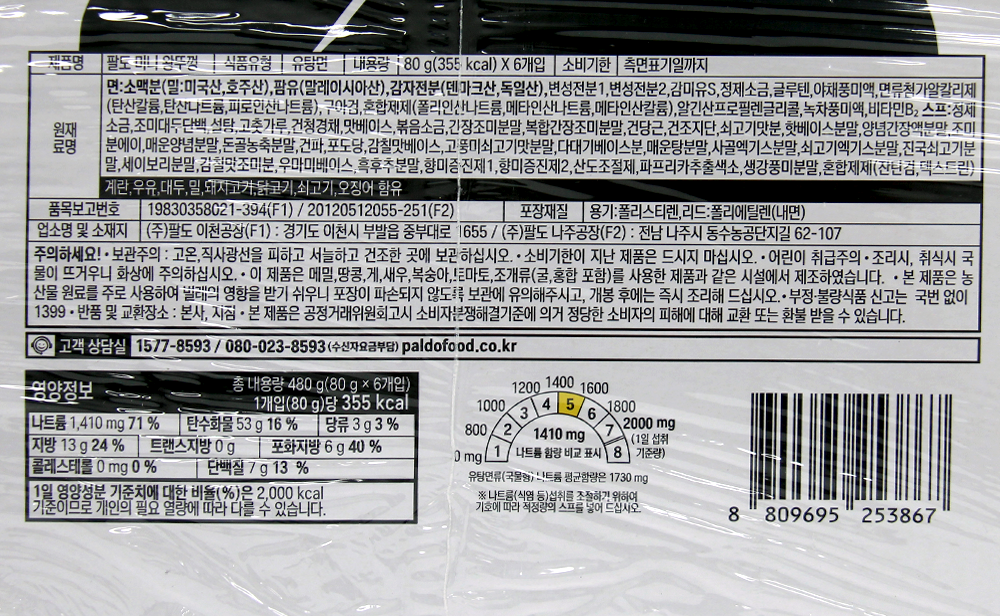 제품명 팔도 미니 왕뚜껑 식품유형 유탕면 내용량 80 g(355 kcal) X 6개입 소비기한 측면표기일까지
원재료명
면:소맥분(밀:미국산,호주산),팜유(말레이시아산),감자전분(덴마크산,독일산),변성전분1,변성전분2,감미유S,정제소금,글루텐,야채풍미액,면류첨가알칼리제
(탄산칼륨,탄산나트륨,피로인산나트륨),구아검,혼합제제(폴리인산나트륨,메타인산나트륨,메타인산칼륨),알긴산프로필렌글리콜,녹차풍미액,비타민B₂ 스프:정제
소금,조미대두단백,설탕,고춧가루,건청경채,맛베이스,볶음소금,간장조미분말,복합간장조미분말,건당근,건조지단,쇠고기맛분,핫베이스분말,양념간장맥분말,조미
분에이,매운양념분말,돈골농축분말,건파,포도당,감칠맛베이스,고풍미쇠고기맛분말,다대기베이스분,매운탕분말,사골엑기스분말,쇠고기엑기스분말,진국쇠고기분
말,세이보리분말,감칠맛조미분,우마미베이스,흑후추분말,향미증진제1,향미증진제2,산도조절제,파프리카추출색소,생강풍미분말,혼합제제(잔탄검,덱스트린)
계란,우유,대두,밀,돼지고기,닭고기,쇠고기,오징어 함유
품목보고번호 19830358021-394(F1) / 20120512055-251(F2) 포장재질 용기:폴리스티렌,리드:폴리에틸렌(내면)
업소명 및 소재지 (주)팔도 이천공장(F1) : 경기도 이천시 부발읍 중부대로 1655 / (주)팔도 나주공장(F2) : 전남 나주시 동수농공단지길 62-107
주의하세요! • 보관주의 : 고온,직사광선을 피하고 서늘하고 건조한 곳에 보관하십시오. • 소비기한이 지난 제품은 드시지 마십시오. • 어린이 취급주의 • 조리시, 취식시 국
물이 뜨거우니 화상에 주의하십시오. • 이 제품은 메밀,땅콩,게,새우,복숭아,토마토,조개류(굴,홍합 포함)를 사용한 제품과 같은 시설에서 제조하였습니다. • 본 제품은 농
산물 원료를 주로 사용하여 벌레의 영향을 받기 쉬우니 포장이 파손되지 않도록 보관에 유의해주시고, 개봉 후에는 즉시 조리해 드십시오. • 부정·불량식품 신고는 국번 없이
1399 • 반품 및 교환장소 : 본사, 지점 • 본 제품은 공정거래위원회고시 소비자분쟁해결기준에 의거 정당한 소비자의 피해에 대해 교환 또는 환불 받을 수 있습니다.
고객 상담실 1577-8593 / 080-023-8593 (수신자요금부담) paldofood.co.kr
영양정보 총 내용량 480 g(80 g × 6개입)
1개입(80 g)당 355 kcal
나트륨 1,410 mg 71 % 탄수화물 53 g 16 % 당류 3 g 3 %
지방 13 g 24 % 트랜스지방 0 g 포화지방 6 g 40 %
콜레스테롤 0 mg 0 % 단백질 7 g 13 %
1일 영양성분 기준치에 대한 비율(%)은 2,000 kcal
기준이므로 개인의 필요 열량에 따라 다를 수 있습니다.
0 mg 800 1000 1200 1400 1600 1800 2000 mg
(1일 섭취
기준량)
1 2 3 4 5 6 7 8
1410 mg
나트륨 함량 비교 표시
유탕면류(국물형) 나트륨 평균함량은 1730 mg
※ 나트륨(식염 등)섭취를 조절하기 위하여
기호에 따라 적정량의 스프를 넣어 드십시오.
8 809695 253867